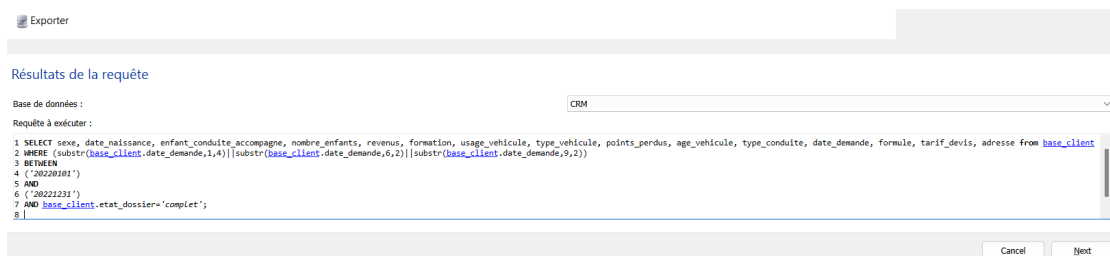 Exporter
Résultats de la requête
Base de données :
CRM
Requête à exécuter :
1 SELECT sexe, date_naissance, enfant_conduite_accompagne, nombre_enfants, revenus, formation, usage_vehicule, type_vehicule, points_perdus, age_vehicule, type_conduite, date_demande, formule, tarif_devis, adresse from base_client
2 WHERE (substr(base_client.date_demande,1,4)||substr(base_client.date_demande,6,2)||substr(base_client.date_demande,9,2))
3 BETWEEN
4 ('20220101')
5 AND
6 ('20221231')
7 AND base_client.etat_dossier='complet';
8
Cancel
Next